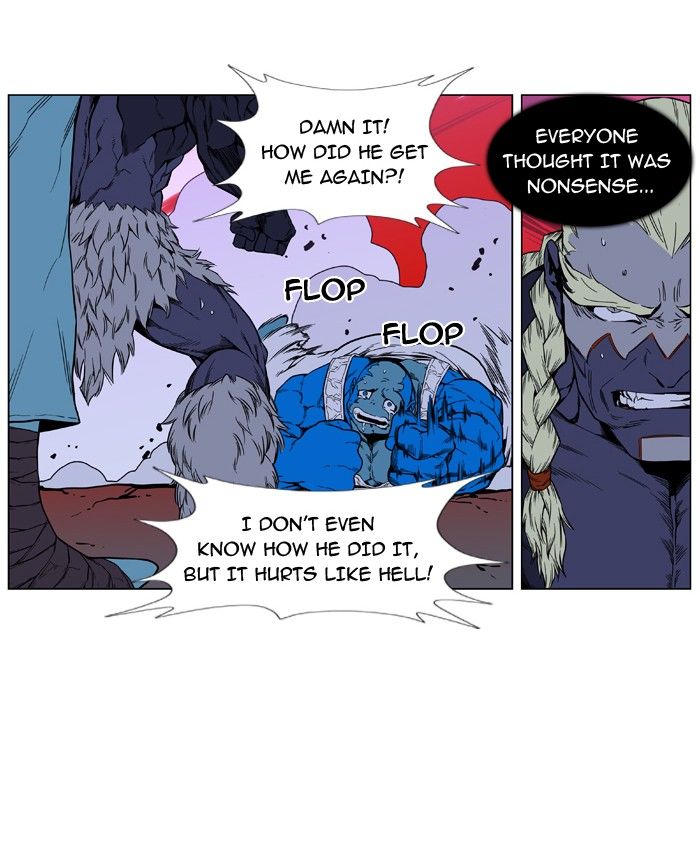 DAMN IT!
HOW DID HE GET
ME AGAIN?!
FLOP
FLOP
I DON'T EVEN
KNOW HOW HE DID IT,
BUT IT HURTS LIKE HELL!
EVERYONE
THOUGHT IT WAS
NONSENSE...